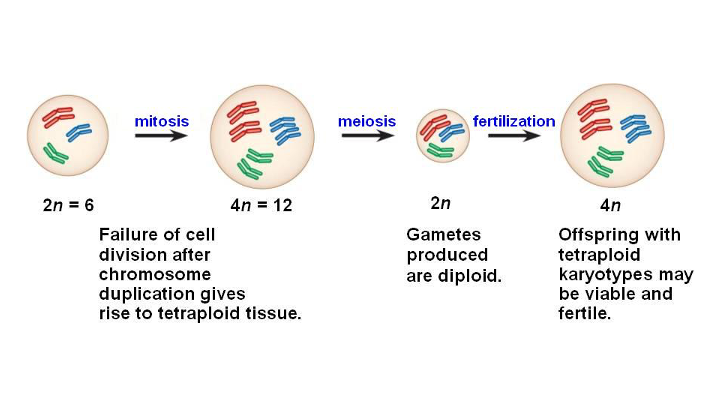 mitosis
meiosis
fertilization
2n = 6
4n = 12
2n
4n
Failure of cell
division after
chromosome
duplication gives
rise to tetraploid tissue.
Gametes
produced
are diploid.
Offspring with
tetraploid
karyotypes may
be viable and
fertile.